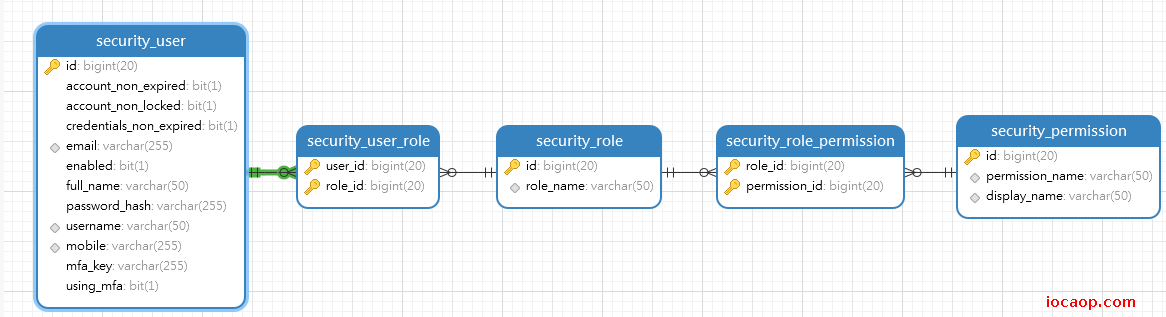 security_user
id: bigint(20)
account_non_expired: bit(1)
account_non_locked: bit(1)
credentials_non_expired: bit(1)
email: varchar(255)
enabled: bit(1)
full_name: varchar(50)
password_hash: varchar(255)
username: varchar(50)
mobile: varchar(255)
mfa_key: varchar(255)
using_mfa: bit(1)
security_user_role
user_id: bigint(20)
role_id: bigint(20)
security_role
id: bigint(20)
role_name: varchar(50)
security_role_permission
role_id: bigint(20)
permission_id: bigint(20)
security_permission
id: bigint(20)
permission_name: varchar(50)
display_name: varchar(50)
iocaop.com